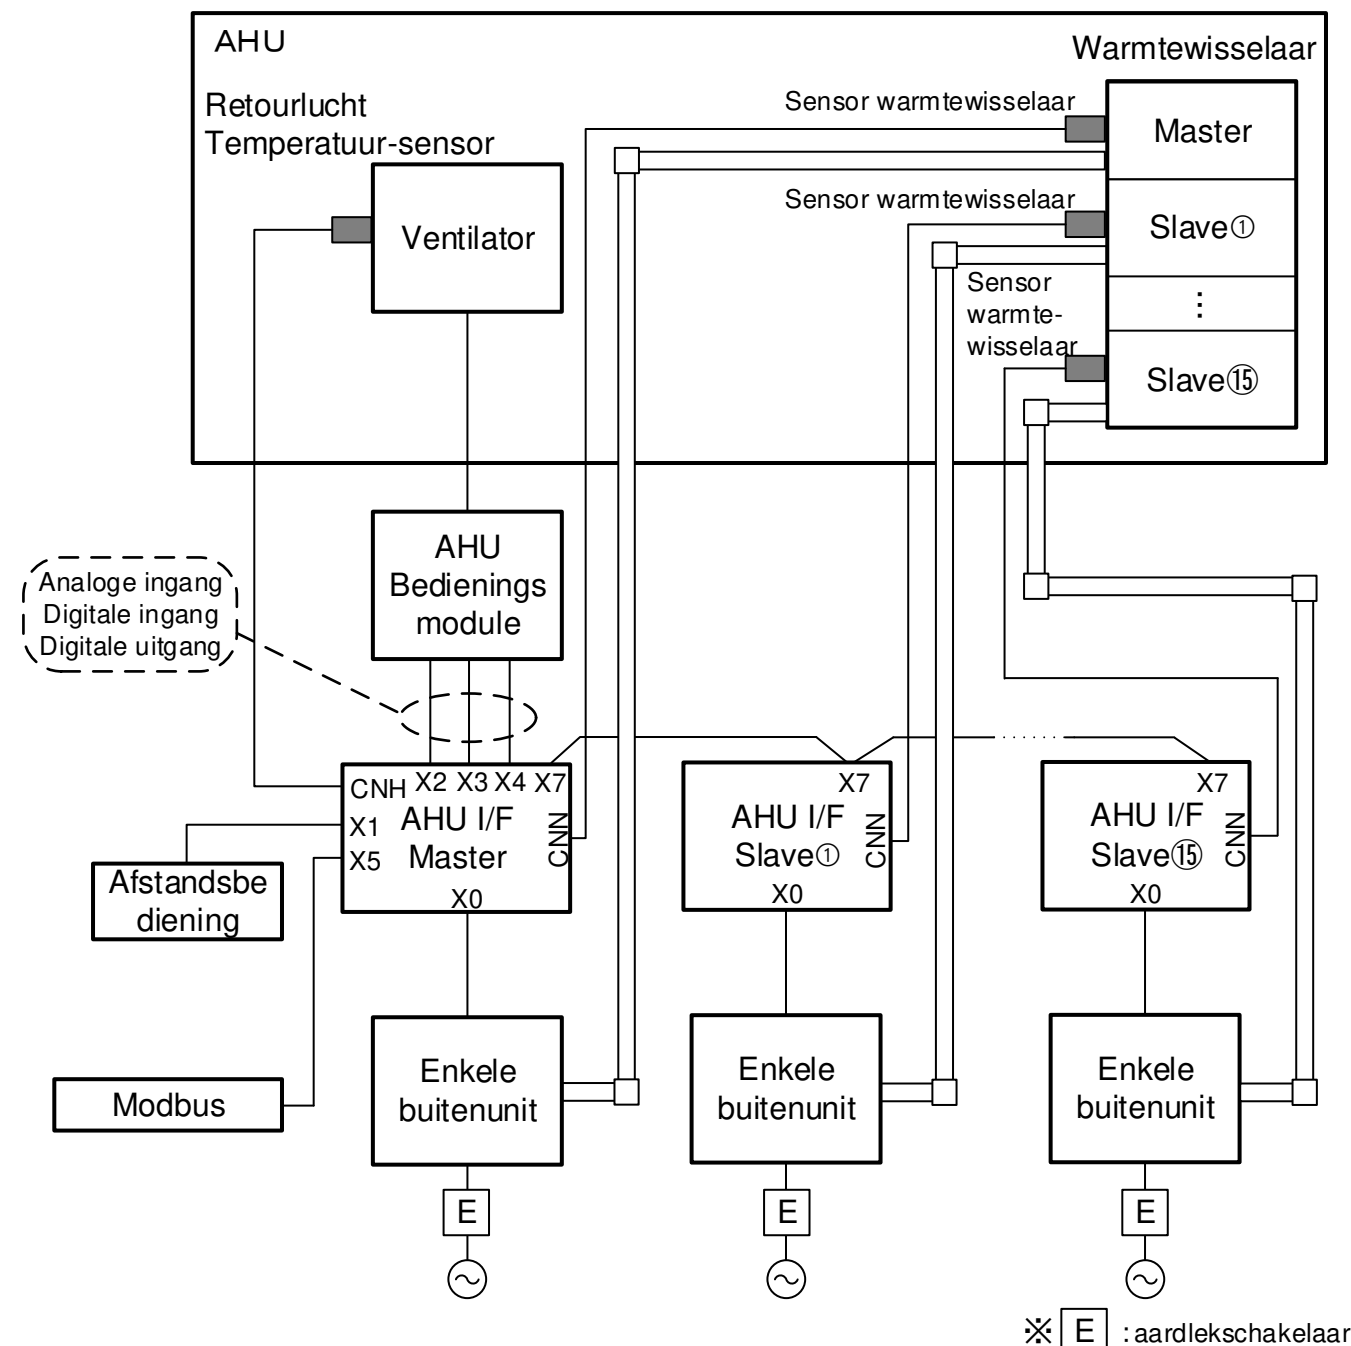 AHU
Warmtewisselaar
Retourlucht
Temperatuur-sensor
Sensor warmtewisselaar
Master
Sensor warmtewisselaar
Slave①
Ventilator
Sensor
warmte-
wisselaar
⋮
Slave⑮
AHU
Bedienings
module
Analoge ingang
Digitale ingang
Digitale uitgang
CNH X2 X3 X4 X7
X1
X5
AHU I/F
Master
CNN
X0
X7
AHU I/F
Slave①
CNN
X0
X7
AHU I/F
Slave⑮
CNN
X0
Afstandsbe
diening
Modbus
Enkele
buitenunit
Enkele
buitenunit
Enkele
buitenunit
E
E
E
※ E : aardlekschakelaar